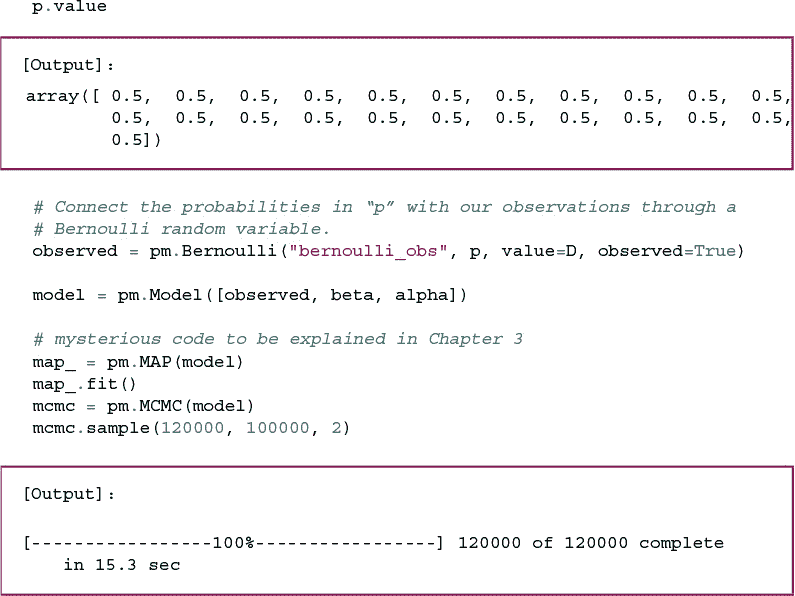 p.value
[Output]:
array([ 0.5, 0.5, 0.5, 0.5, 0.5, 0.5, 0.5, 0.5, 0.5, 0.5, 0.5,
0.5, 0.5, 0.5, 0.5, 0.5, 0.5, 0.5, 0.5, 0.5, 0.5, 0.5,
0.5])
# Connect the probabilities in “p” with our observations through a
# Bernoulli random variable.
observed = pm.Bernoulli("bernoulli_obs", p, value=D, observed=True)
model = pm.Model([observed, beta, alpha])
# mysterious code to be explained in Chapter 3
map_ = pm.MAP(model)
map_.fit()
mcmc = pm.MCMC(model)
mcmc.sample(120000, 100000, 2)
[Output]:
[-----------------100%-----------------] 120000 of 120000 complete
in 15.3 sec